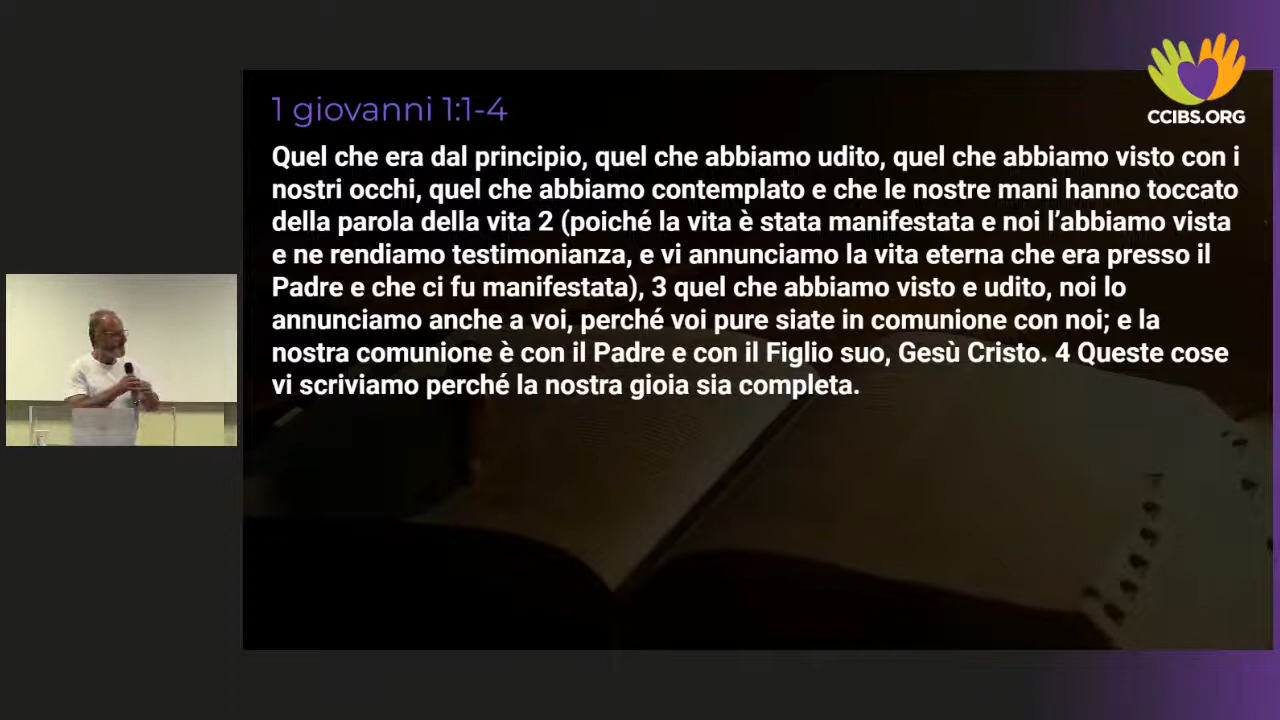 CCIBS.ORG
1 giovanni 1:1-4
Quel che era dal principio, quel che abbiamo udito, quel che abbiamo visto con i
nostri occhi, quel che abbiamo contemplato e che le nostre mani hanno toccato
della parola della vita 2 (poiché la vita è stata manifestata e noi l’abbiamo vista
e ne rendiamo testimonianza, e vi annunciamo la vita eterna che era presso il
Padre e che ci fu manifestata), 3 quel che abbiamo visto e udito, noi lo
annunciamo anche a voi, perché voi pure siate in comunione con noi; e la
nostra comunione è con il Padre e con il Figlio suo, Gesù Cristo. 4 Queste cose
vi scriviamo perché la nostra gioia sia completa.